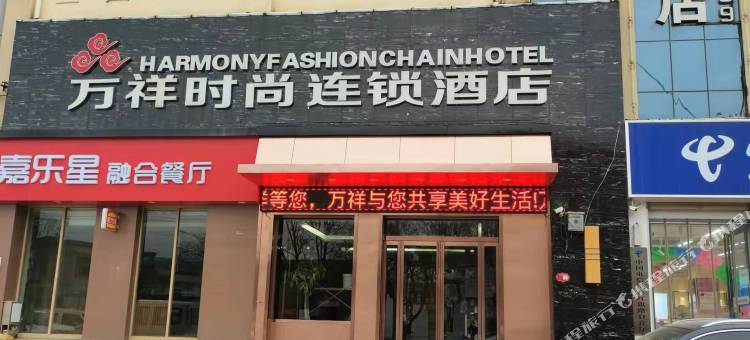 HARMONYFASHIONCHAINHOTEL
万祥时尚连锁酒店
店
嘉乐星 融合餐厅
等您，万祥与您共享美好生活